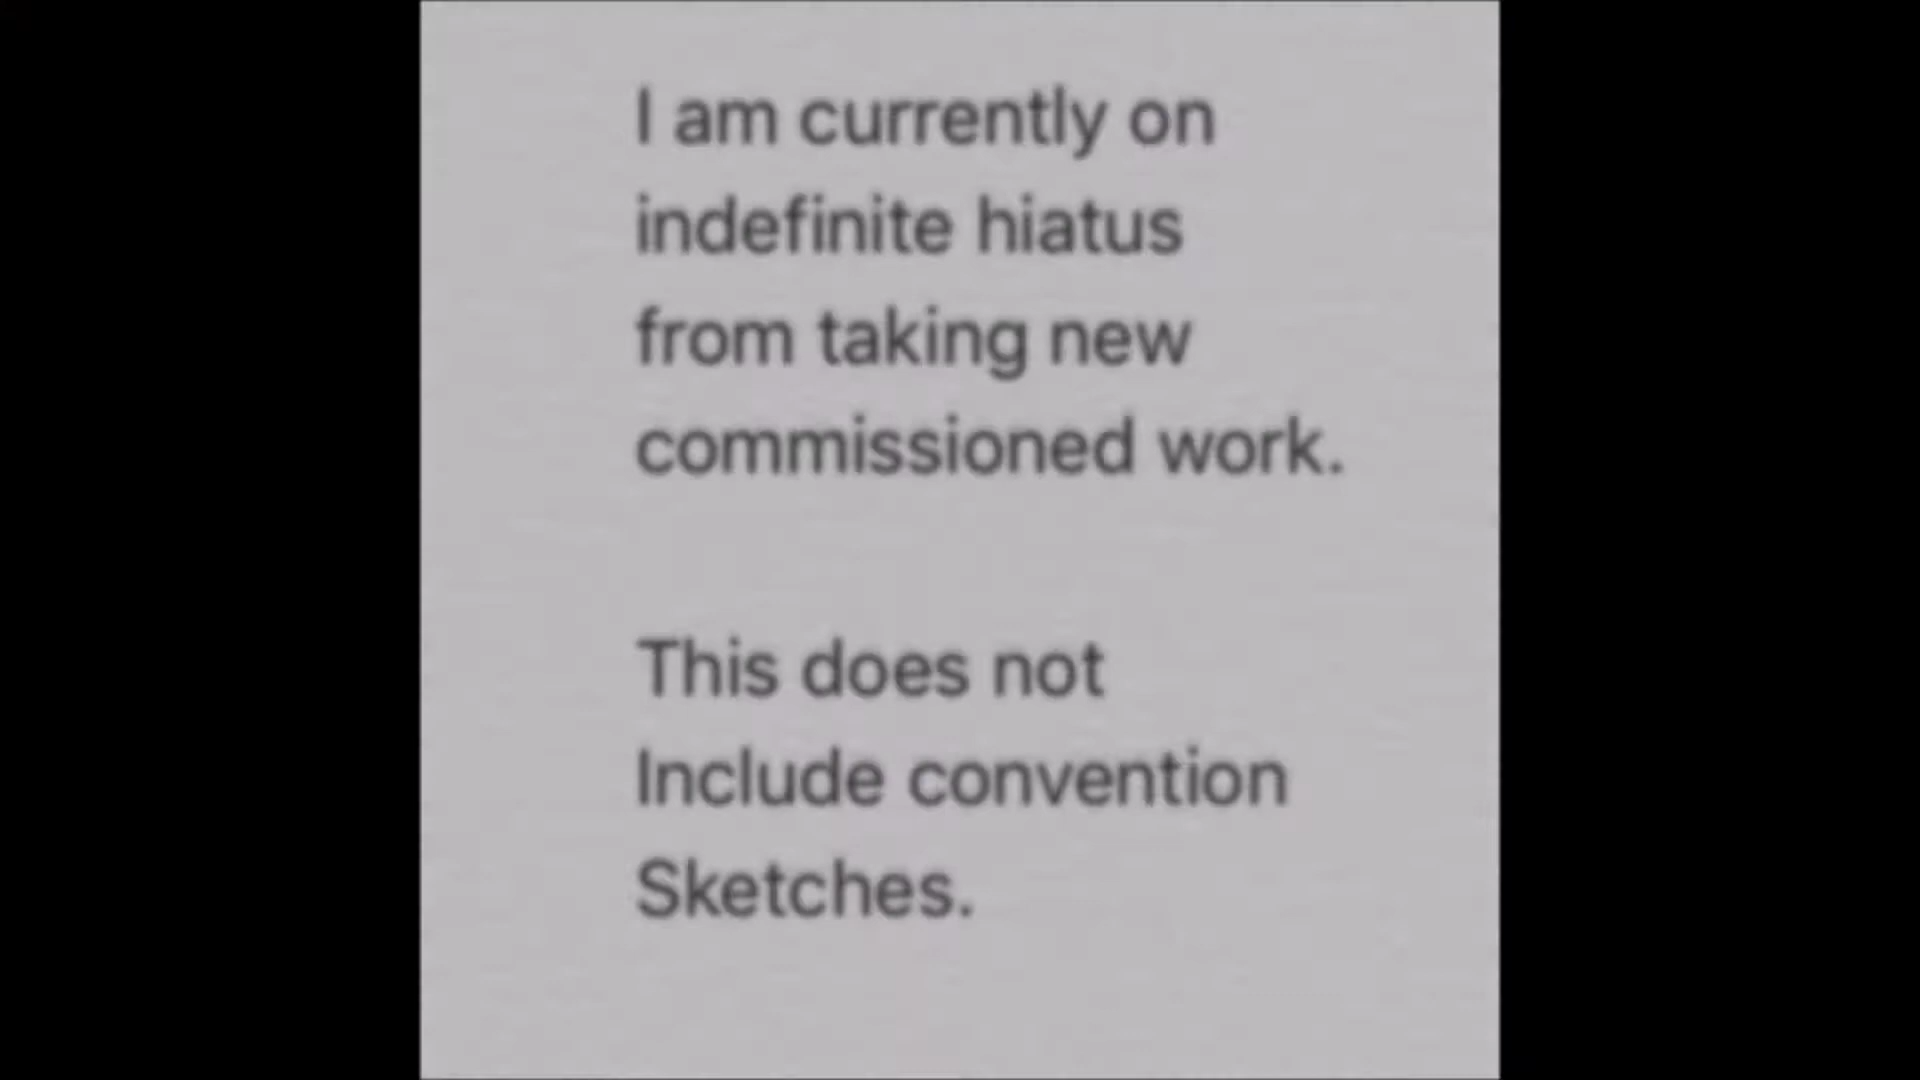 I am currently on
indefinite hiatus
from taking new
commissioned work.
This does not
Include convention
Sketches.